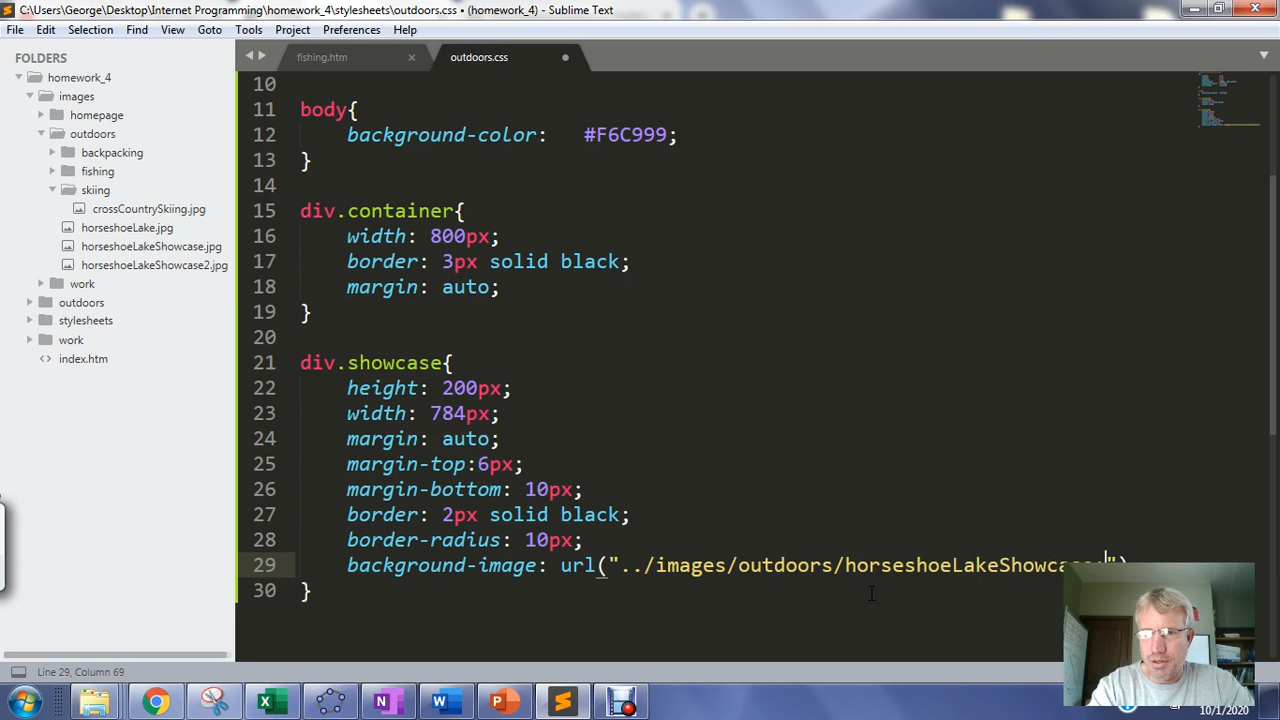 C:\Users\George\Desktop\Internet Programming\homework_4\stylesheets\outdoors.css • (homework_4) - Sublime Text
File Edit Selection Find View Goto Tools Project Preferences Help
FOLDERS
homework_4
images
homepage
outdoors
backpacking
fishing
skiing
crossCountrySkiing.jpg
horseshoeLake.jpg
horseshoeLakeShowcase.jpg
horseshoeLakeShowcase2.jpg
work
outdoors
stylesheets
work
index.htm
fishing.htm
outdoors.css
10
11 body{
12 background-color: #F6C999;
13 }
14
15 div.container{
16 width: 800px;
17 border: 3px solid black;
18 margin: auto;
19 }
20
21 div.showcase{
22 height: 200px;
23 width: 784px;
24 margin: auto;
25 margin-top:6px;
26 margin-bottom: 10px;
27 border: 2px solid black;
28 border-radius: 10px;
29 background-image: url("../images/outdoors/horseshoeLakeShowcase
30 }
Line 29, Column 69
10/1/2020